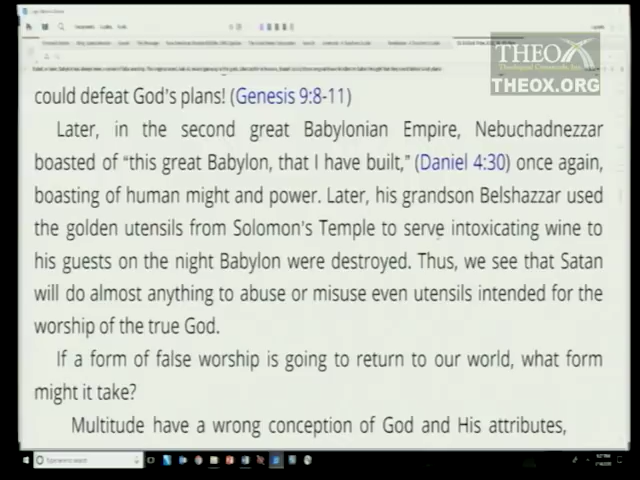 THEOX
THEOX.ORG
could defeat God's plans! (Genesis 9:8-11)
Later, in the second great Babylonian Empire, Nebuchadnezzar
boasted of "this great Babylon, that I have built," (Daniel 4:30) once again,
boasting of human might and power. Later, his grandson Belshazzar used
the golden utensils from Solomon's Temple to serve intoxicating wine to
his guests on the night Babylon were destroyed. Thus, we see that Satan
will do almost anything to abuse or misuse even utensils intended for the
worship of the true God.
If a form of false worship is going to return to our world, what form
might it take?
Multitude have a wrong conception of God and His attributes,